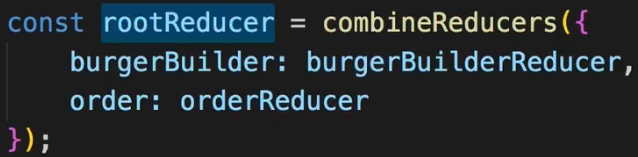 const rootReducer = combineReducers({
    burgerBuilder: burgerBuilderReducer,
    order: orderReducer
});